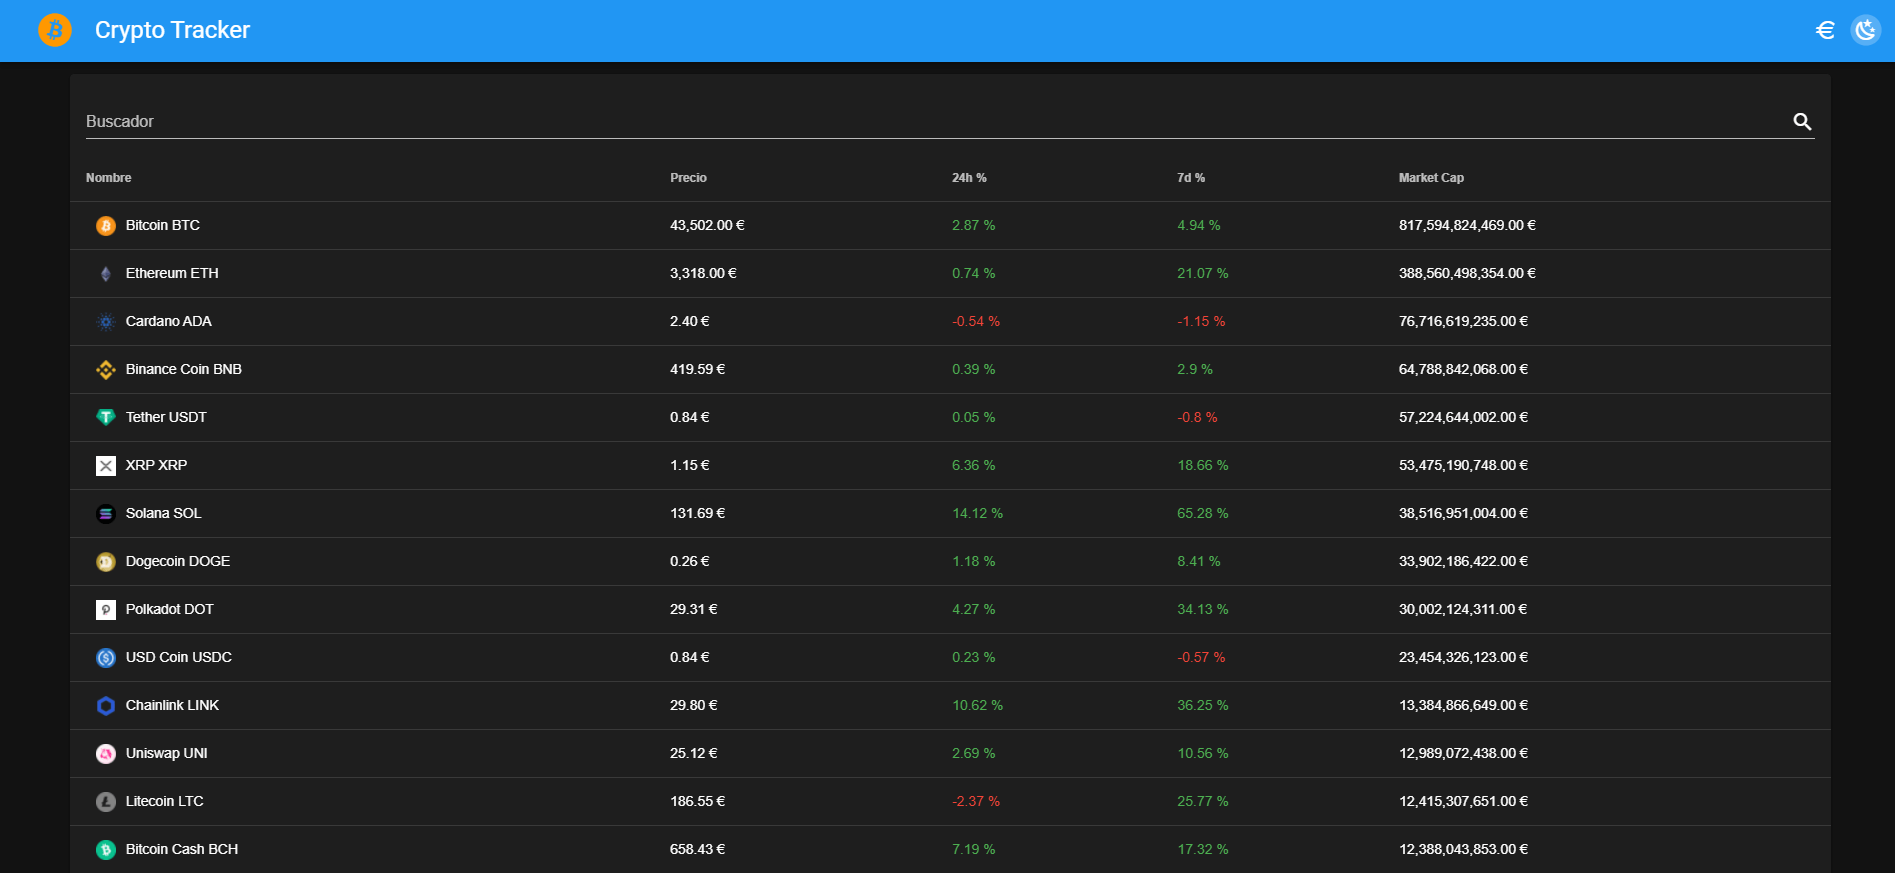 Crypto Tracker €
Buscador
Nombre Precio 24h % 7d % Market Cap
Bitcoin BTC 43,502.00 € 2.87 % 4.94 % 817,594,824,469.00 €
Ethereum ETH 3,318.00 € 0.74 % 21.07 % 388,560,498,354.00 €
Cardano ADA 2.40 € -0.54 % -1.15 % 76,716,619,235.00 €
Binance Coin BNB 419.59 € 0.39 % 2.9 % 64,788,842,068.00 €
Tether USDT 0.84 € 0.05 % -0.8 % 57,224,644,002.00 €
XRP XRP 1.15 € 6.36 % 18.66 % 53,475,190,748.00 €
Solana SOL 131.69 € 14.12 % 65.28 % 38,516,951,004.00 €
Dogecoin DOGE 0.26 € 1.18 % 8.41 % 33,902,186,422.00 €
Polkadot DOT 29.31 € 4.27 % 34.13 % 30,002,124,311.00 €
USD Coin USDC 0.84 € 0.23 % -0.57 % 23,454,326,123.00 €
Chainlink LINK 29.80 € 10.62 % 36.25 % 13,384,866,649.00 €
Uniswap UNI 25.12 € 2.69 % 10.56 % 12,989,072,438.00 €
Litecoin LTC 186.55 € -2.37 % 25.77 % 12,415,307,651.00 €
Bitcoin Cash BCH 658.43 € 7.19 % 17.32 % 12,388,043,853.00 €